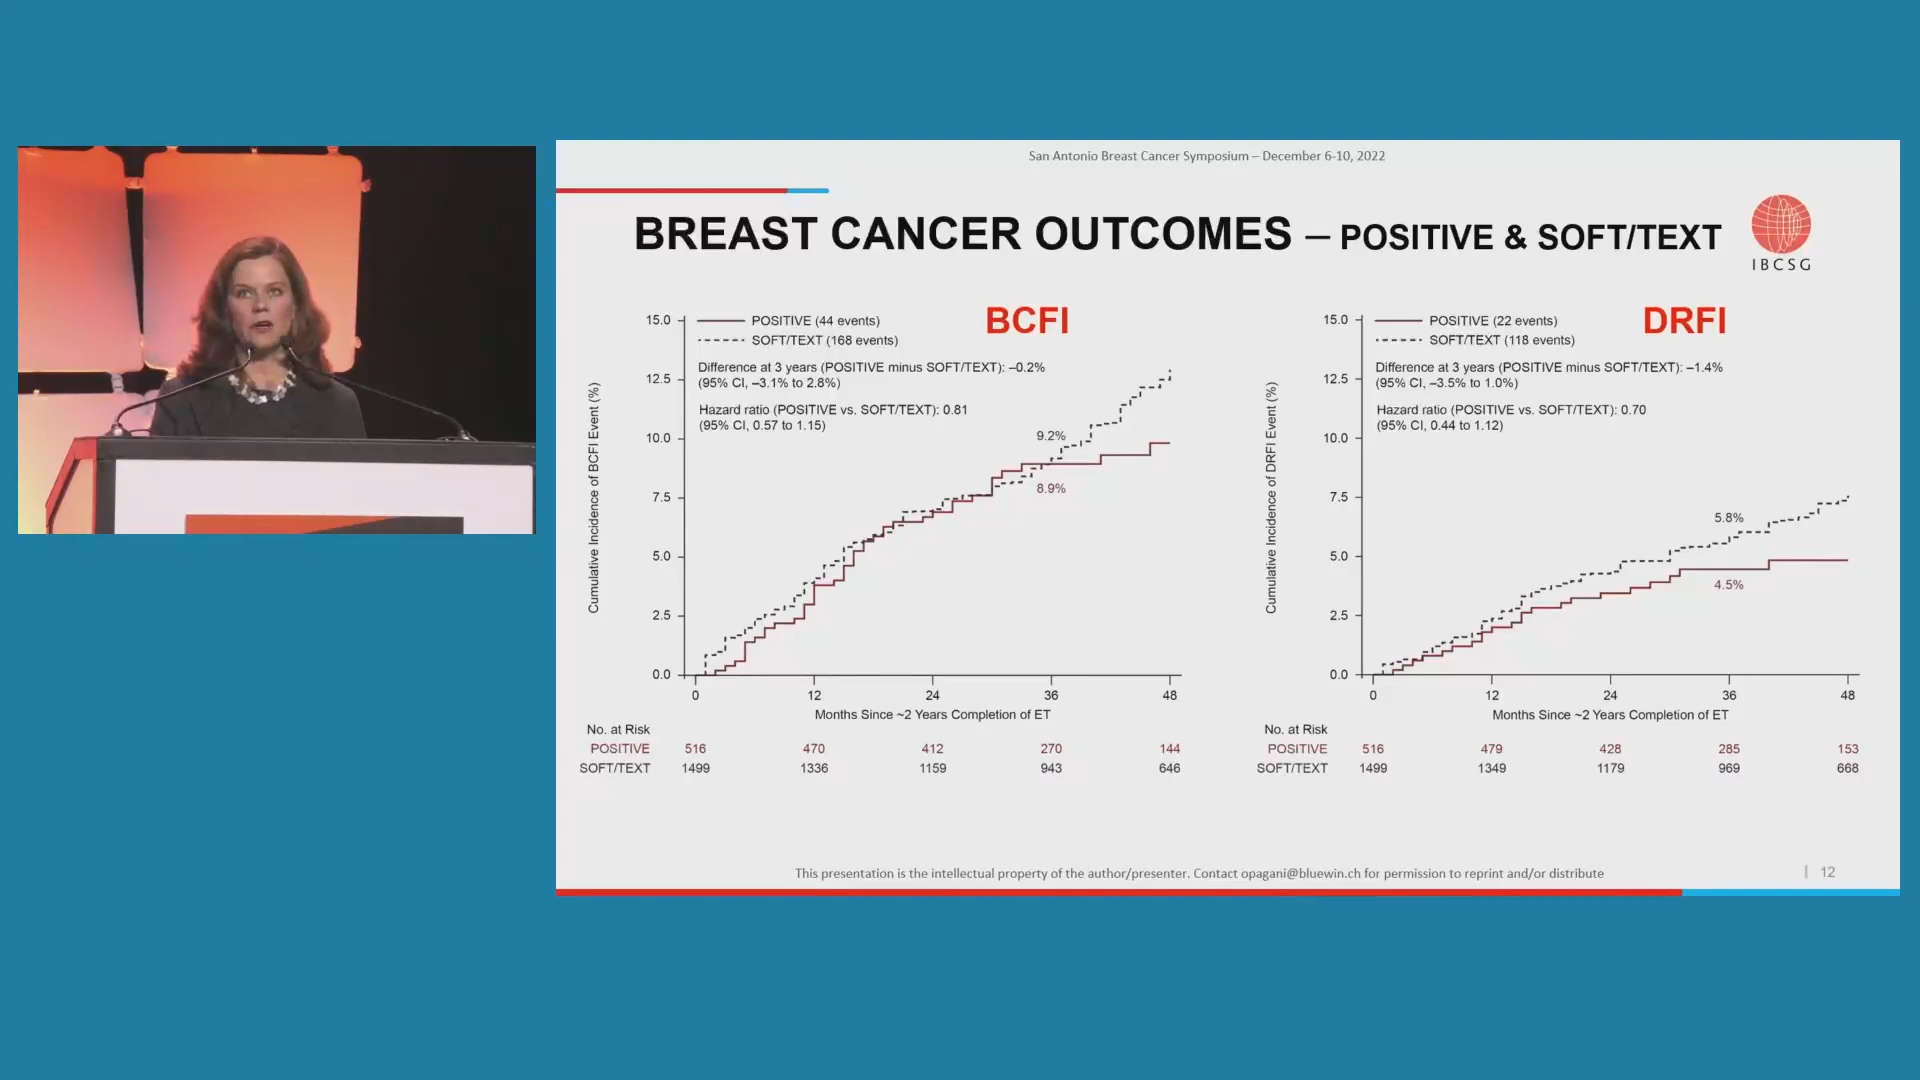 San Antonio Breast Cancer Symposium – December 6-10, 2022
BREAST CANCER OUTCOMES – POSITIVE & SOFT/TEXT
IBCSG
BCFI
POSITIVE (44 events)
SOFT/TEXT (168 events)
Difference at 3 years (POSITIVE minus SOFT/TEXT): –0.2%
(95% CI, –3.1% to 2.8%)
Hazard ratio (POSITIVE vs. SOFT/TEXT): 0.81
(95% CI, 0.57 to 1.15)
Cumulative Incidence of BCFI Event (%)
15.0
12.5
10.0
7.5
5.0
2.5
0.0
9.2%
8.9%
0 12 24 36 48
Months Since ~2 Years Completion of ET
No. at Risk
POSITIVE 516 470 412 270 144
SOFT/TEXT 1499 1336 1159 943 646
DRFI
POSITIVE (22 events)
SOFT/TEXT (118 events)
Difference at 3 years (POSITIVE minus SOFT/TEXT): –1.4%
(95% CI, –3.5% to 1.0%)
Hazard ratio (POSITIVE vs. SOFT/TEXT): 0.70
(95% CI, 0.44 to 1.12)
Cumulative Incidence of DRFI Event (%)
15.0
12.5
10.0
7.5
5.0
2.5
0.0
5.8%
4.5%
0 12 24 36 48
Months Since ~2 Years Completion of ET
No. at Risk
POSITIVE 516 479 428 285 153
SOFT/TEXT 1499 1349 1179 969 668
This presentation is the intellectual property of the author/presenter. Contact opagani@bluewin.ch for permission to reprint and/or distribute
| 12